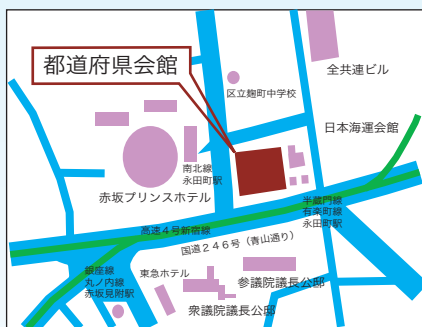 都道府県会館
全共連ビル
区立麹町中学校
日本海運会館
南北線
永田町駅
赤坂プリンスホテル
半蔵門線
有楽町線
永田町駅
高速4号新宿線
国道246号（青山通り）
銀座線
丸ノ内線
赤坂見附駅
東急ホテル
参議院議長公邸
衆議院議長公邸